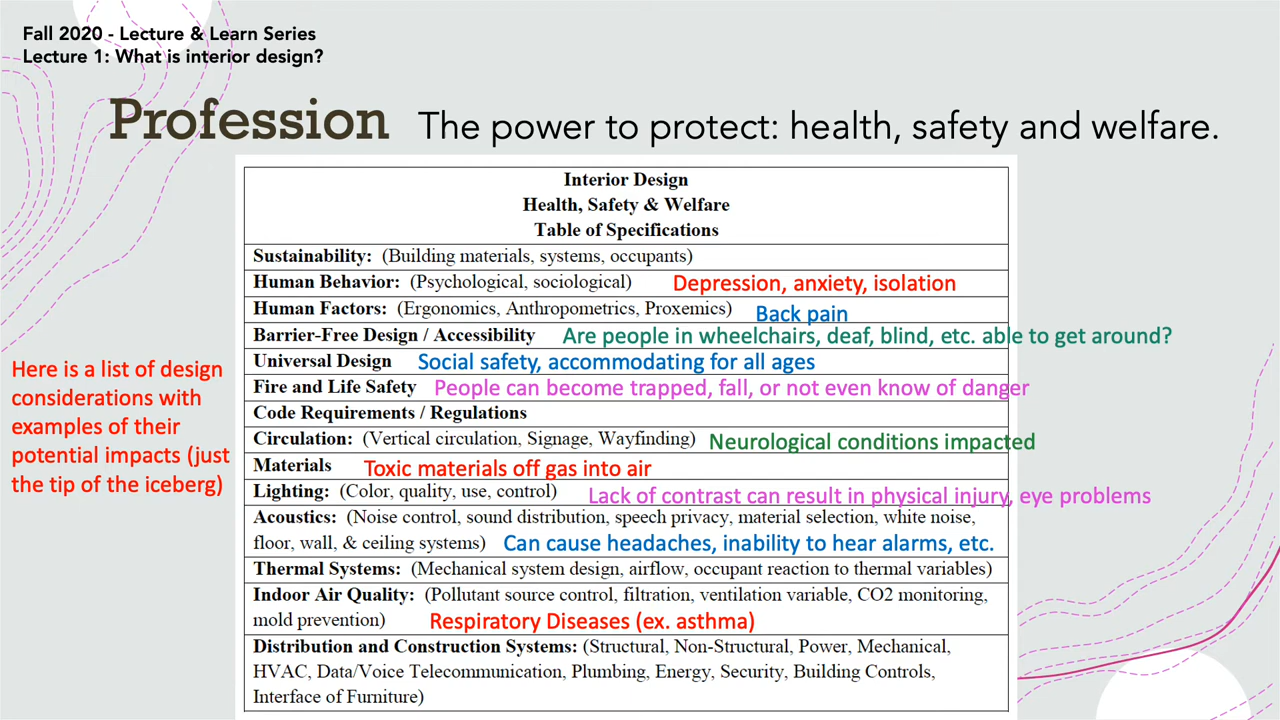 Fall 2020 - Lecture & Learn Series
Lecture 1: What is interior design?
Profession The power to protect: health, safety and welfare.
Interior Design
Health, Safety & Welfare
Table of Specifications
Sustainability: (Building materials, systems, occupants)
Human Behavior: (Psychological, sociological) Depression, anxiety, isolation
Human Factors: (Ergonomics, Anthropometrics, Proxemics) Back pain
Barrier-Free Design / Accessibility Are people in wheelchairs, deaf, blind, etc. able to get around?
Universal Design Social safety, accommodating for all ages
Fire and Life Safety People can become trapped, fall, or not even know of danger
Code Requirements / Regulations
Circulation: (Vertical circulation, Signage, Wayfinding) Neurological conditions impacted
Materials Toxic materials off gas into air
Lighting: (Color, quality, use, control) Lack of contrast can result in physical injury, eye problems
Acoustics: (Noise control, sound distribution, speech privacy, material selection, white noise,
floor, wall, & ceiling systems) Can cause headaches, inability to hear alarms, etc.
Thermal Systems: (Mechanical system design, airflow, occupant reaction to thermal variables)
Indoor Air Quality: (Pollutant source control, filtration, ventilation variable, CO2 monitoring,
mold prevention) Respiratory Diseases (ex. asthma)
Distribution and Construction Systems: (Structural, Non-Structural, Power, Mechanical,
HVAC, Data/Voice Telecommunication, Plumbing, Energy, Security, Building Controls,
Interface of Furniture)
Here is a list of design
considerations with
examples of their
potential impacts (just
the tip of the iceberg)